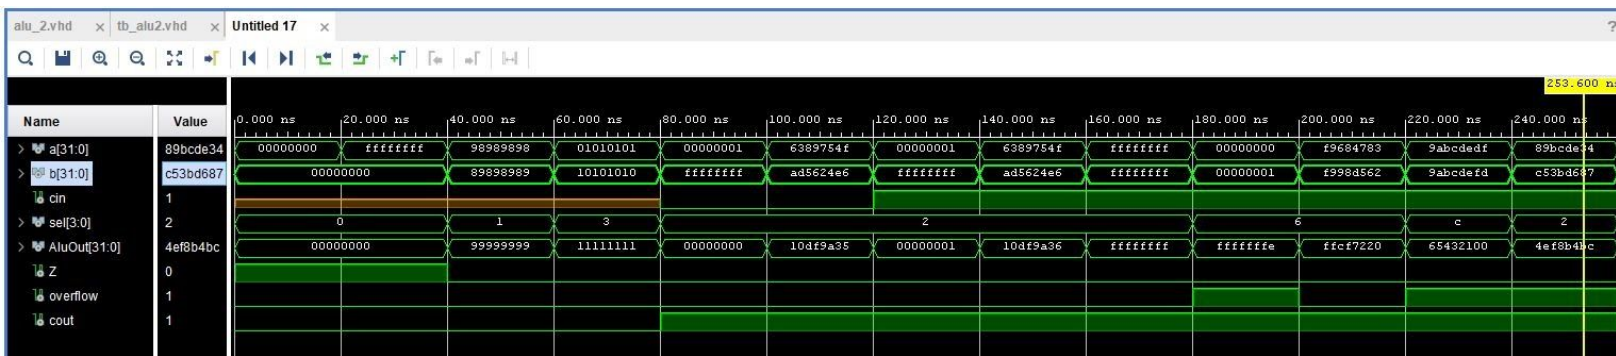 alu_2.vhd × tb_alu2.vhd × Untitled 17 × ?
253.600 ns
Name Value 0.000 ns 20.000 ns 40.000 ns 60.000 ns 80.000 ns 100.000 ns 120.000 ns 140.000 ns 160.000 ns 180.000 ns 200.000 ns 220.000 ns 240.000 ns
a[31:0] 89bcde34 00000000 ffffffff 98989898 01010101 00000001 6389754f 00000001 6389754f ffffffff 00000000 f9684783 9abcdedf 89bcde34
b[31:0] c53bd687 00000000 89898989 10101010 ffffffff ad5624e6 ffffffff ad5624e6 ffffffff 00000001 f998d562 9abcdefd c53bd687
cin 1
sel[3:0] 2 0 1 3 2 6 c 2
AluOut[31:0] 4ef8b4bc 00000000 99999999 11111111 00000000 10df9a35 00000001 10df9a36 ffffffff fffffffe ffcf7220 65432100 4ef8b4bc
Z 0
overflow 1
cout 1